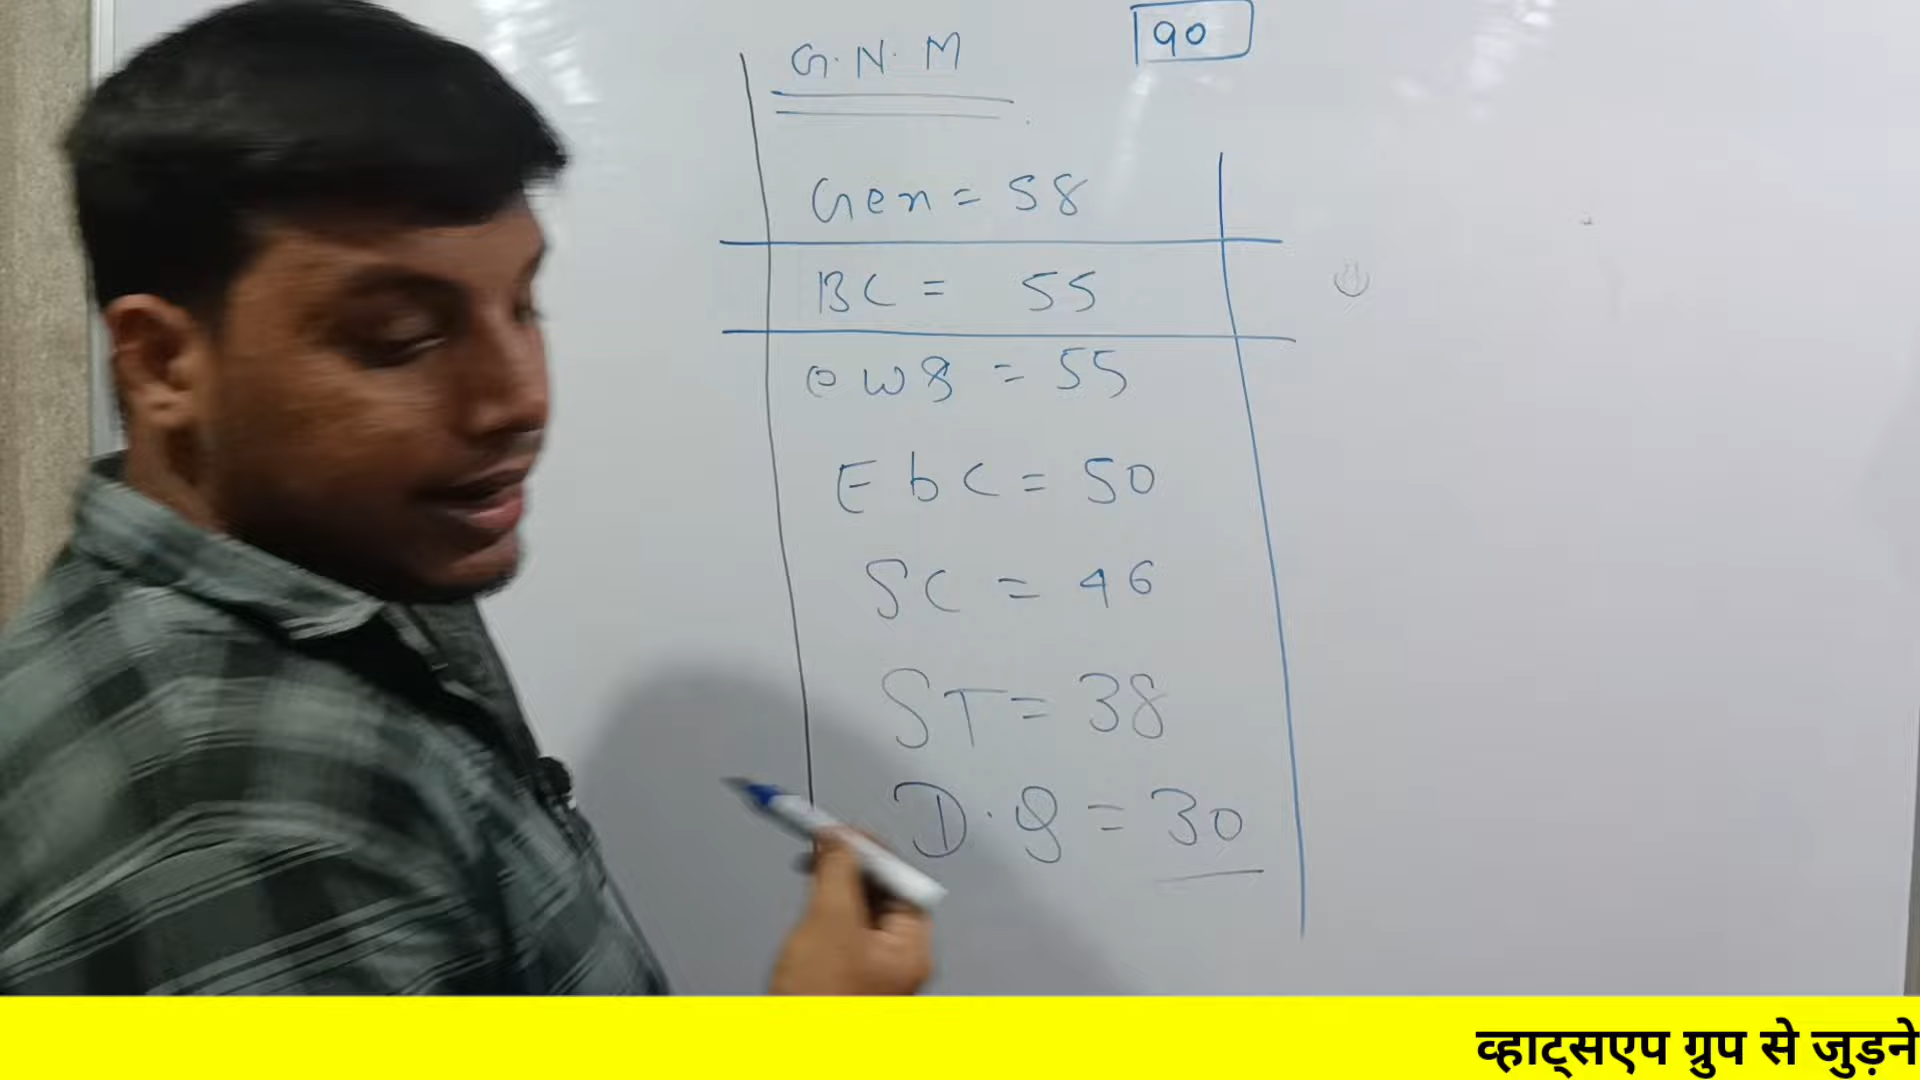 G.N.M
90
Gen = 58
BC = 55
ews = 55
EbC = 50
SC = 46
ST = 38
D.Q = 30
व्हाट्सएप ग्रुप से जुड़ने